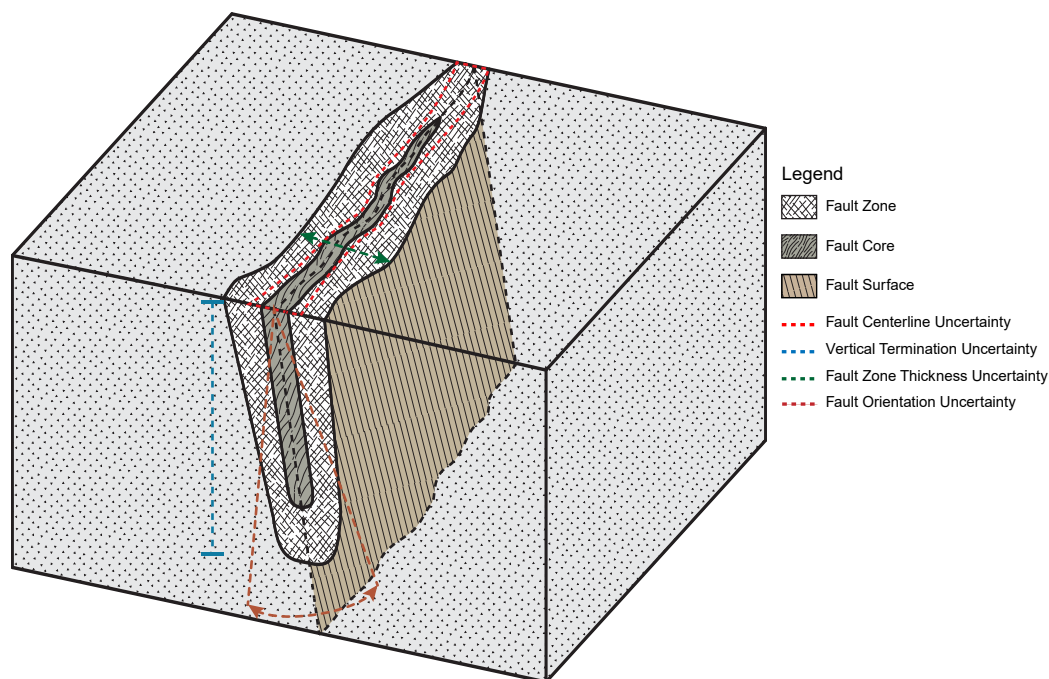 Legend
Fault Zone
Fault Core
Fault Surface
Fault Centerline Uncertainty
Vertical Termination Uncertainty
Fault Zone Thickness Uncertainty
Fault Orientation Uncertainty